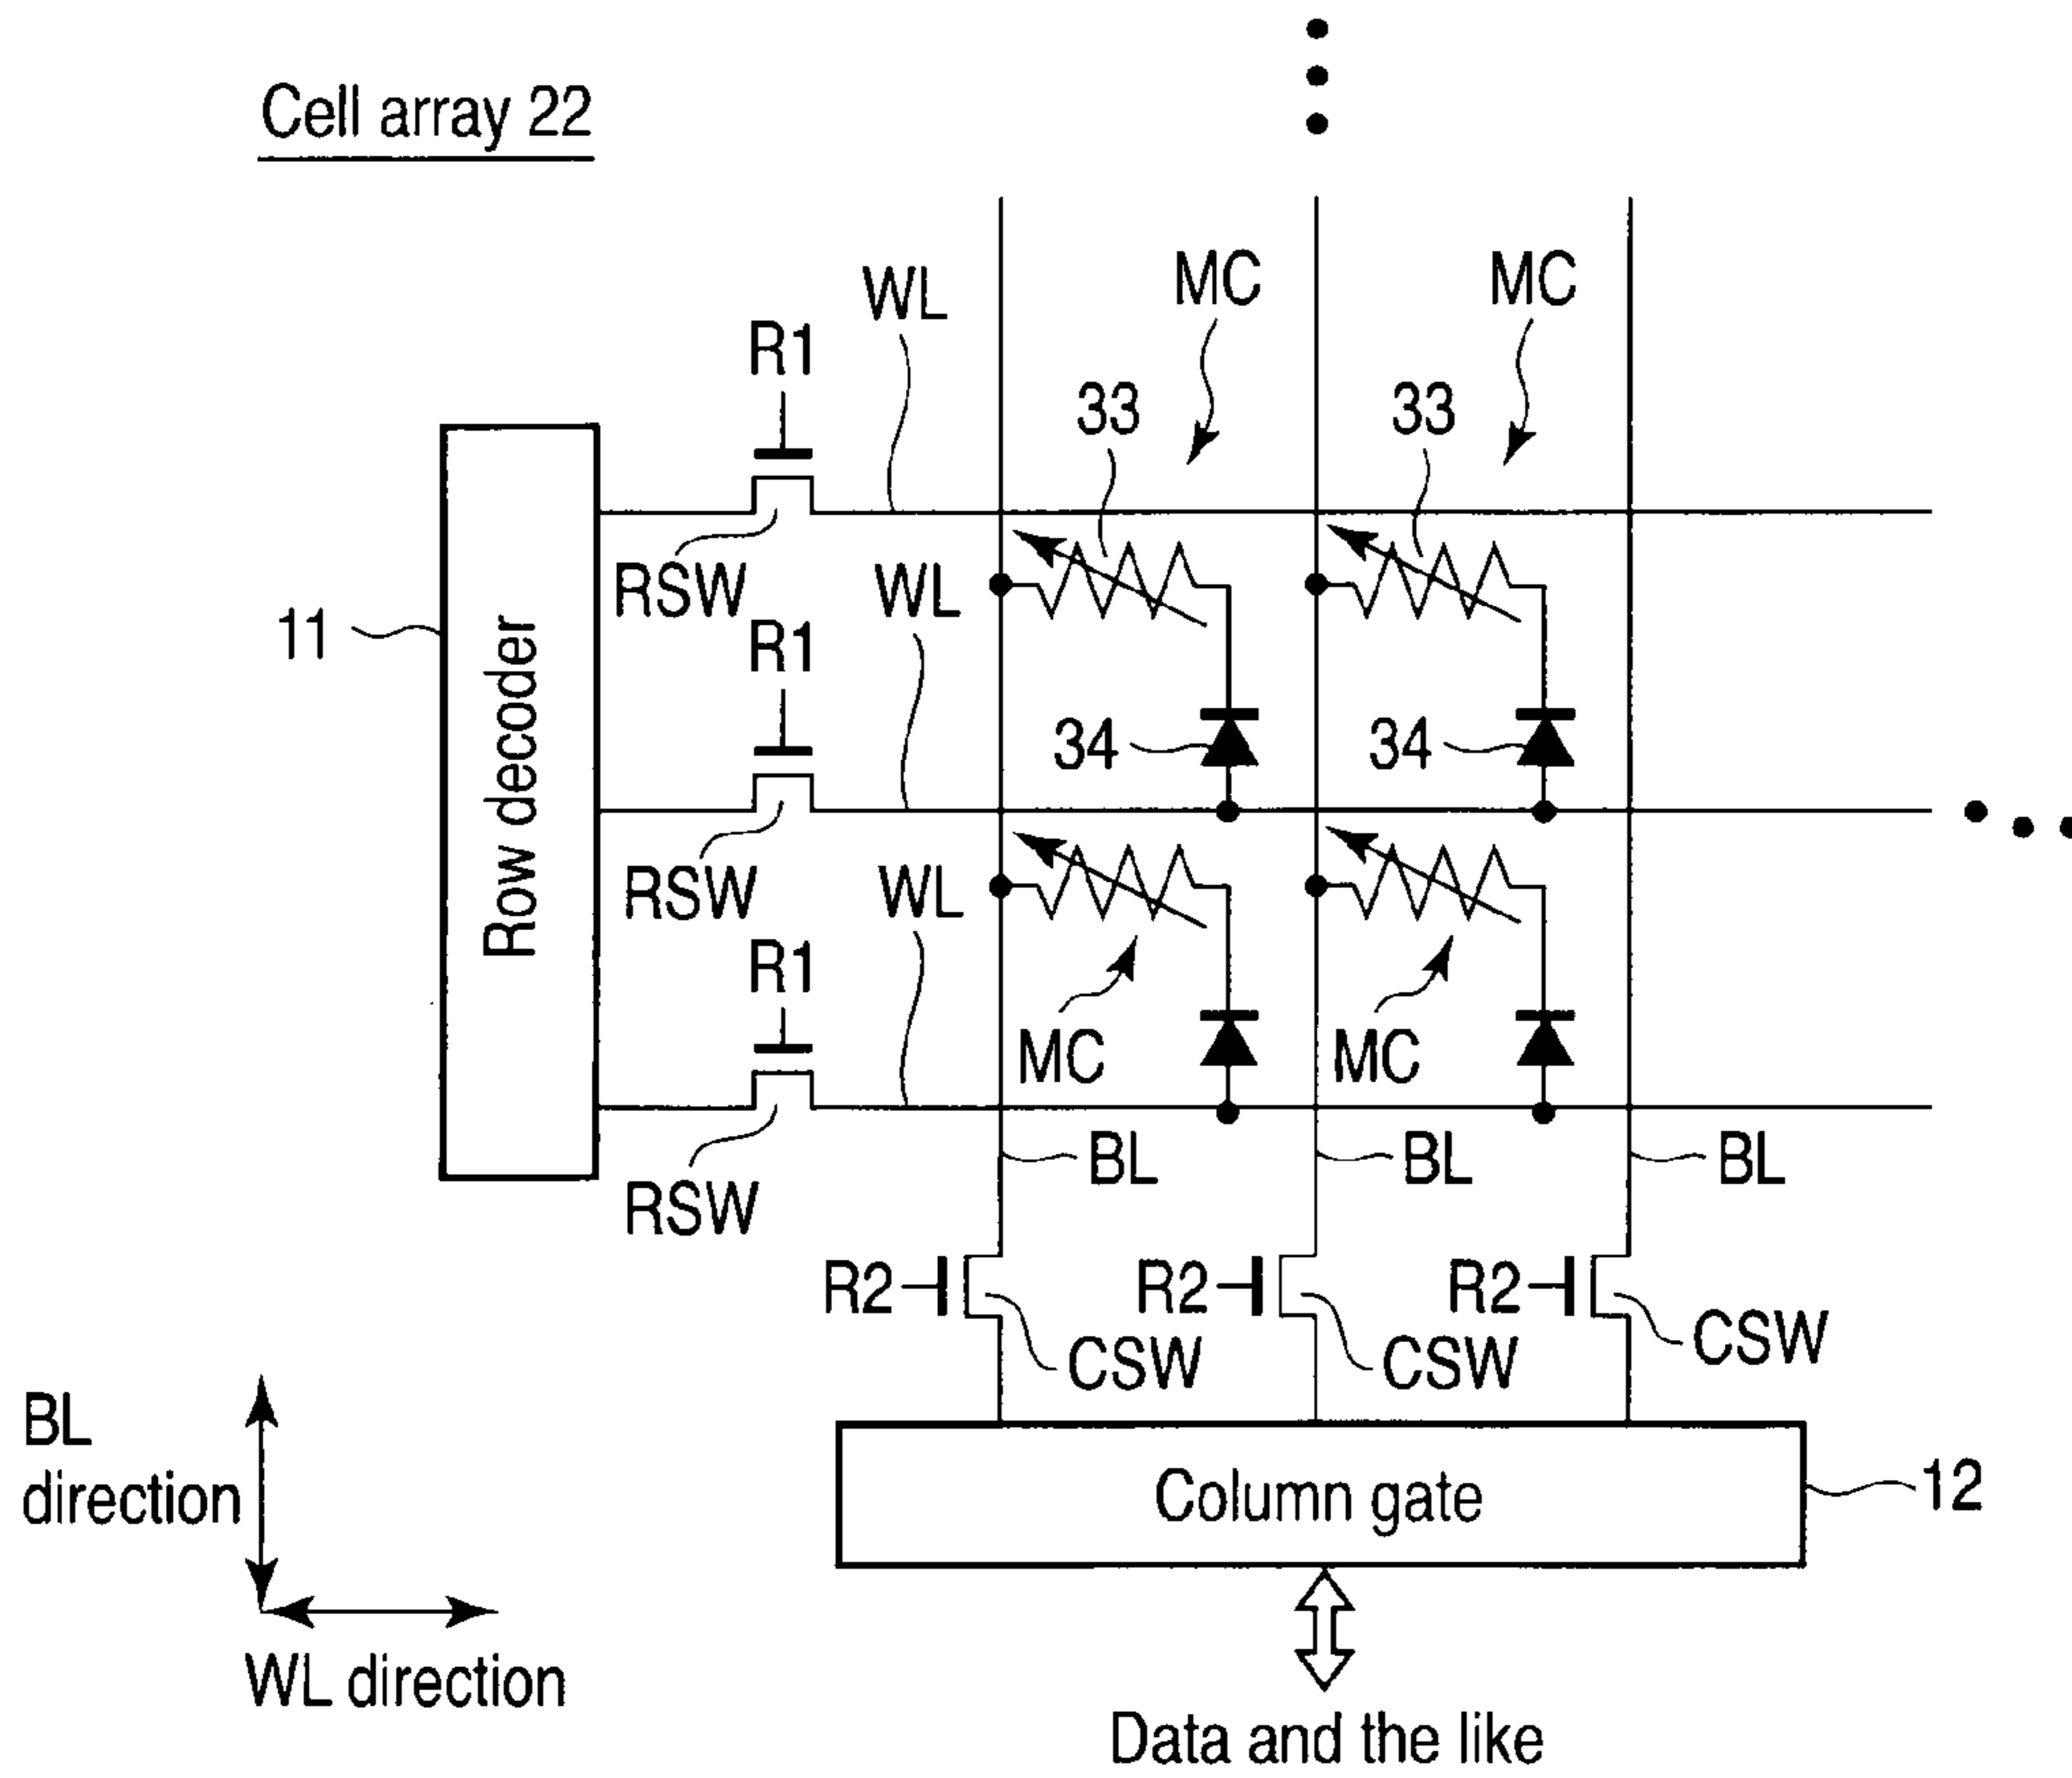 Cell array 22
MC
MC
WL
R1
33
33
RSW
WL
11
R1
34
34
Row decoder
RSW
WL
R1
MC
MC
BL
BL
BL
RSW
R2
R2
R2
CSW
CSW
CSW
BL
direction
Column gate
12
WL direction
Data and the like